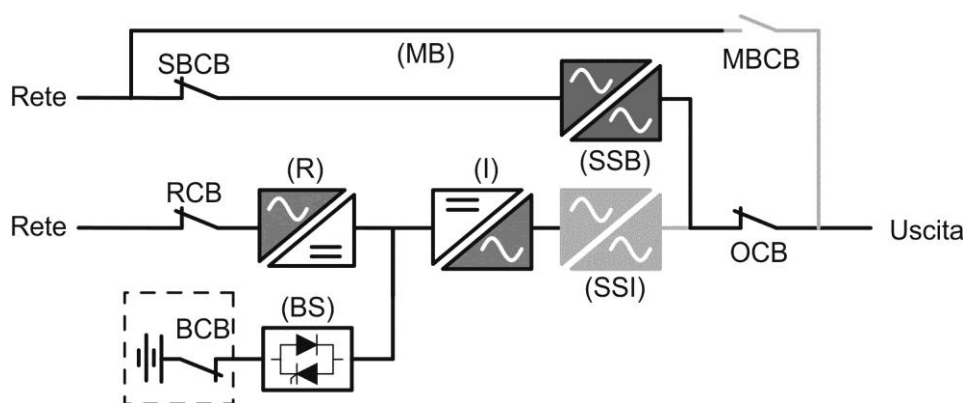 (MB)
MBCB
SBCB
Rete
(SSB)
(R)
(I)
RCB
Rete
Uscita
OCB
(SSI)
(BS)
BCB